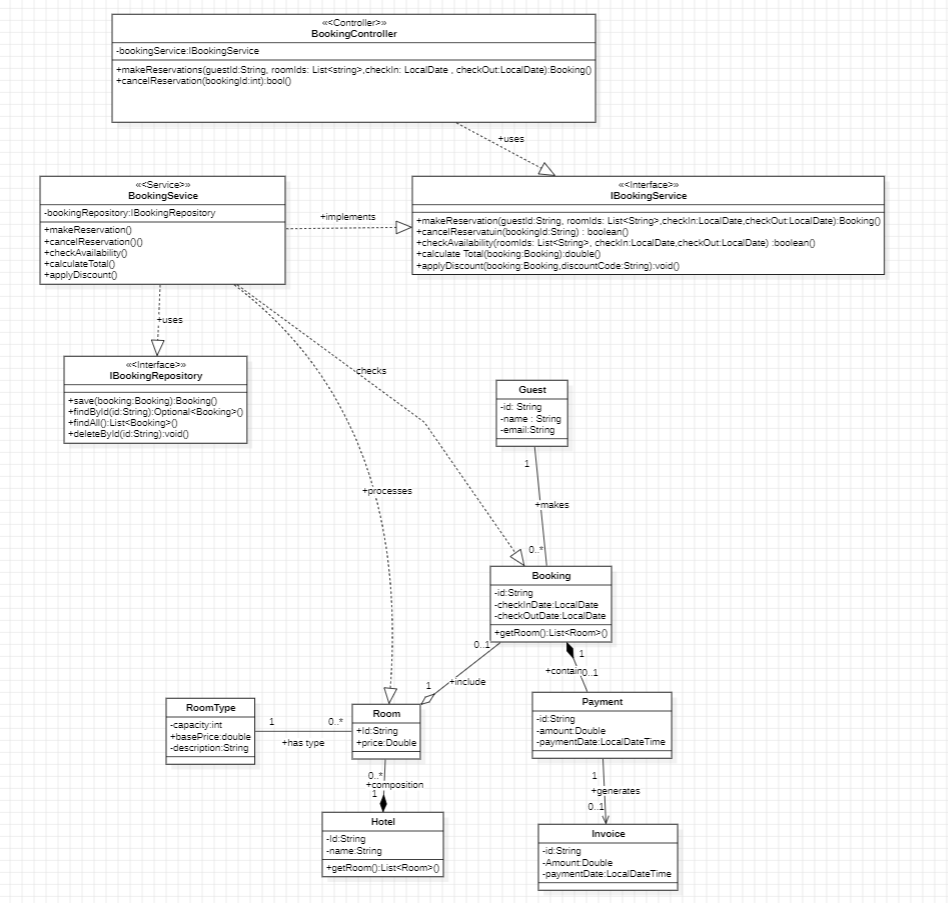 «<Controller>»
BookingController
-bookingService:IBookingService
+makeReservations(guestId:String, roomIds: List<string>,checkIn: LocalDate , checkOut:LocalDate):Booking()
+cancelReservation(bookingId:int):bool()
+uses
«<Service>»
BookingSevice
-bookingRepository:IBookingRepository
+makeReservation()
+cancelReservation()()
+checkAvailability()
+calculateTotal()
+applyDiscount()
+implements
«<Interface>»
IBookingService
+makeReservation(guestId:String, roomIds: List<String>,checkIn:LocalDate,checkOut:LocalDate):Booking()
+cancelReservatuin(bookingId:String) : boolean()
+checkAvailability(roomIds: List<String>, checkIn:LocalDate,checkOut:LocalDate) :boolean()
+calculate Total(booking:Booking):double()
+applyDiscount(booking:Booking,discountCode:String):void()
+uses
«<Interface>»
IBookingRepository
+save(booking:Booking):Booking()
+findById(id:String):Optional<Booking>()
+findAll():List<Booking>()
+deleteById(id:String):void()
+checks
Guest
-id: String
-name : String
-email:String
1
+makes
0..*
+processes
Booking
-id:String
-checkInDate:LocalDate
-checkOutDate:LocalDate
+getRoom():List<Room>()
0..1
+include
1
1
+contains
0..1
RoomType
-capacity:int
+basePrice:double
-description:String
1
0..*
+has type
Room
+Id:String
+price:Double
Payment
-id:String
-amount:Double
-paymentDate:LocalDateTime
0..*
+composition
1
1
+generates
0..1
Hotel
-Id:String
-name:String
+getRoom():List<Room>()
Invoice
-id:String
-Amount:Double
-paymentDate:LocalDateTime